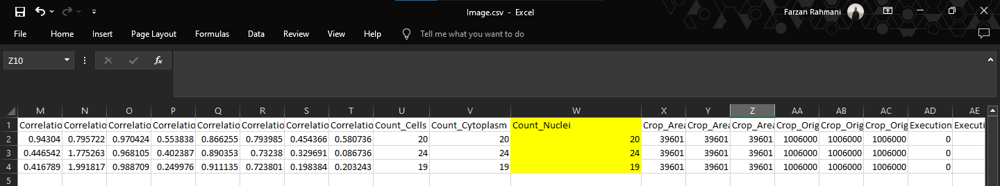 Image.csv - Excel
Farzan Rahmani
File Home Insert Page Layout Formulas Data Review View Help Tell me what you want to do
Z10 fx
M N O P Q R S T U V W X Y Z AA AB AC AD AE
1 Correlatio Correlatio Correlatio Correlatio Correlatio Correlatio Correlatio Correlatio Count_Cells Count_Cytoplasm Count_Nuclei Crop_Area Crop_Area Crop_Area Crop_Orig Crop_Orig Crop_Orig Execution Executi
2 0.94304 0.795722 0.970424 0.553838 0.866255 0.793985 0.454366 0.580736 20 20 20 39601 39601 39601 1006000 1006000 1006000 0
3 0.446542 1.775263 0.968105 0.402387 0.890353 0.73238 0.329691 0.086736 24 24 24 39601 39601 39601 1006000 1006000 1006000 0
4 0.416789 1.991817 0.988709 0.249976 0.911135 0.723801 0.198384 0.203243 19 19 19 39601 39601 39601 1006000 1006000 1006000 0
5